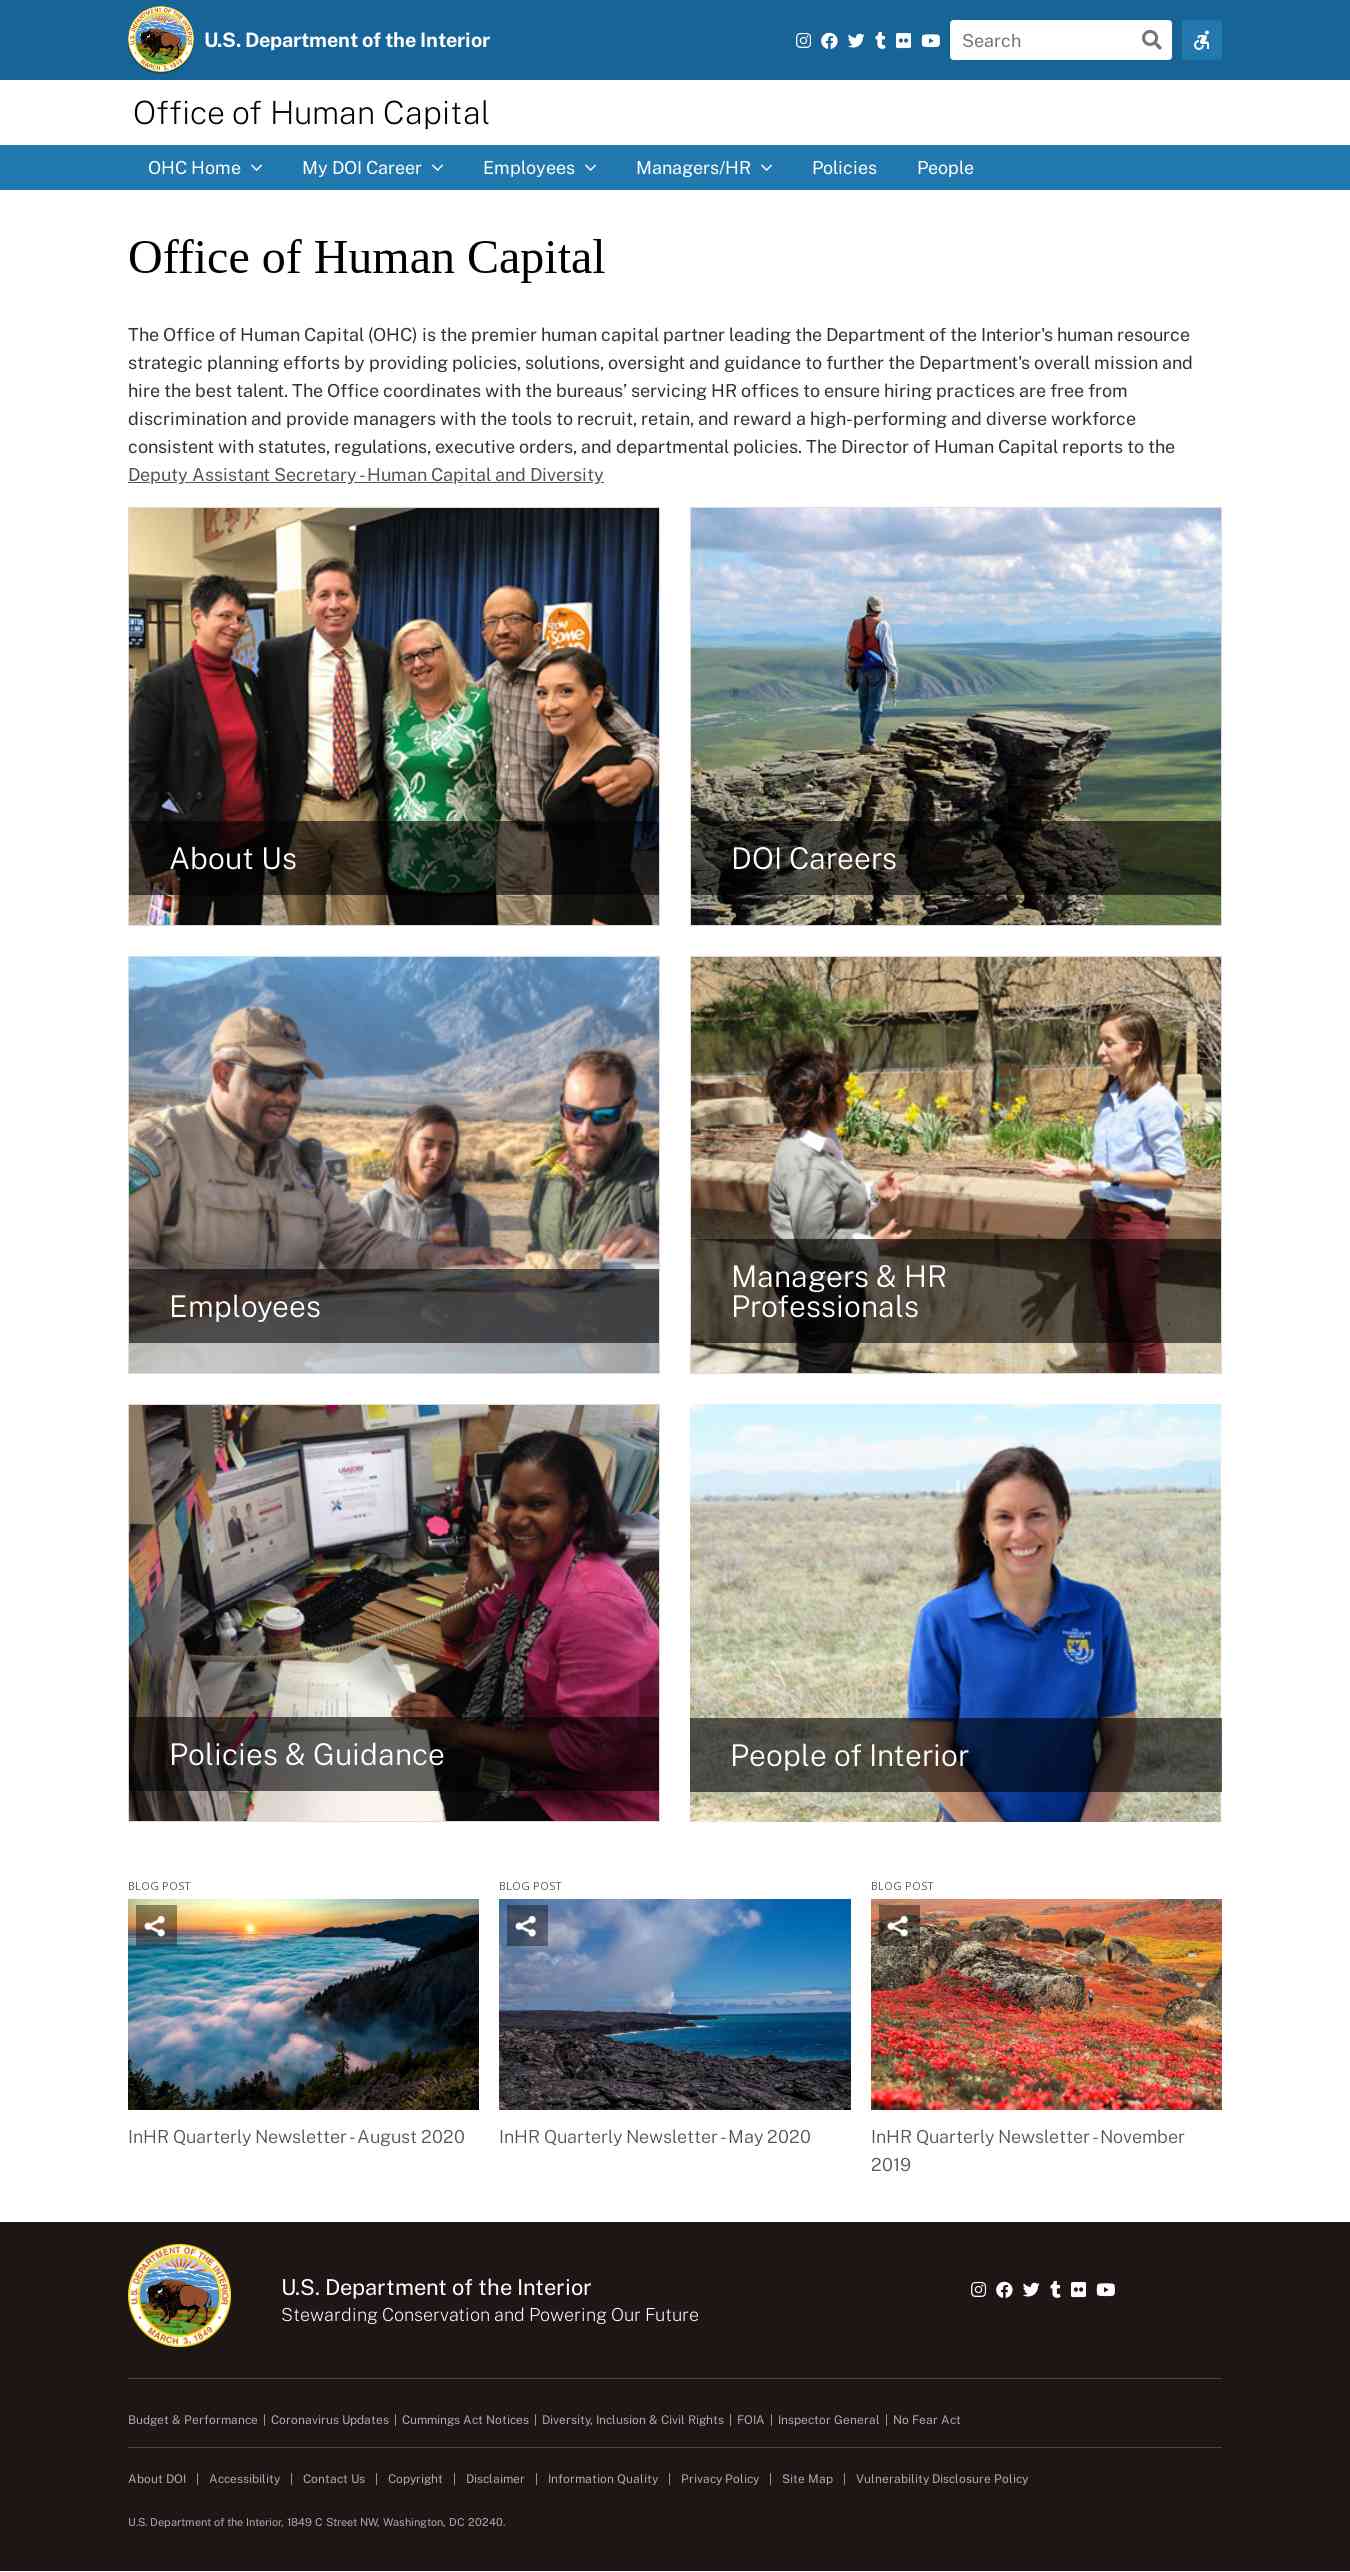 U.S. Department of the Interior
Search
Office of Human Capital
OHC Home
My DOI Career
Employees
Managers/HR
Policies
People
Office of Human Capital
The Office of Human Capital (OHC) is the premier human capital partner leading the Department of the Interior's human resource
strategic planning efforts by providing policies, solutions, oversight and guidance to further the Department's overall mission and
hire the best talent. The Office coordinates with the bureaus’ servicing HR offices to ensure hiring practices are free from
discrimination and provide managers with the tools to recruit, retain, and reward a high-performing and diverse workforce
consistent with statutes, regulations, executive orders, and departmental policies. The Director of Human Capital reports to the
Deputy Assistant Secretary - Human Capital and Diversity
About Us
DOI Careers
Employees
Managers & HR
Professionals
Policies & Guidance
People of Interior
BLOG POST
BLOG POST
BLOG POST
InHR Quarterly Newsletter - August 2020
InHR Quarterly Newsletter - May 2020
InHR Quarterly Newsletter - November
2019
U.S. DEPARTMENT OF THE INTERIOR
MARCH 3, 1849
U.S. Department of the Interior
Stewarding Conservation and Powering Our Future
Budget & Performance | Coronavirus Updates | Cummings Act Notices | Diversity, Inclusion & Civil Rights | FOIA | Inspector General | No Fear Act
About DOI | Accessibility | Contact Us | Copyright | Disclaimer | Information Quality | Privacy Policy | Site Map | Vulnerability Disclosure Policy
U.S. Department of the Interior, 1849 C Street NW, Washington, DC 20240.